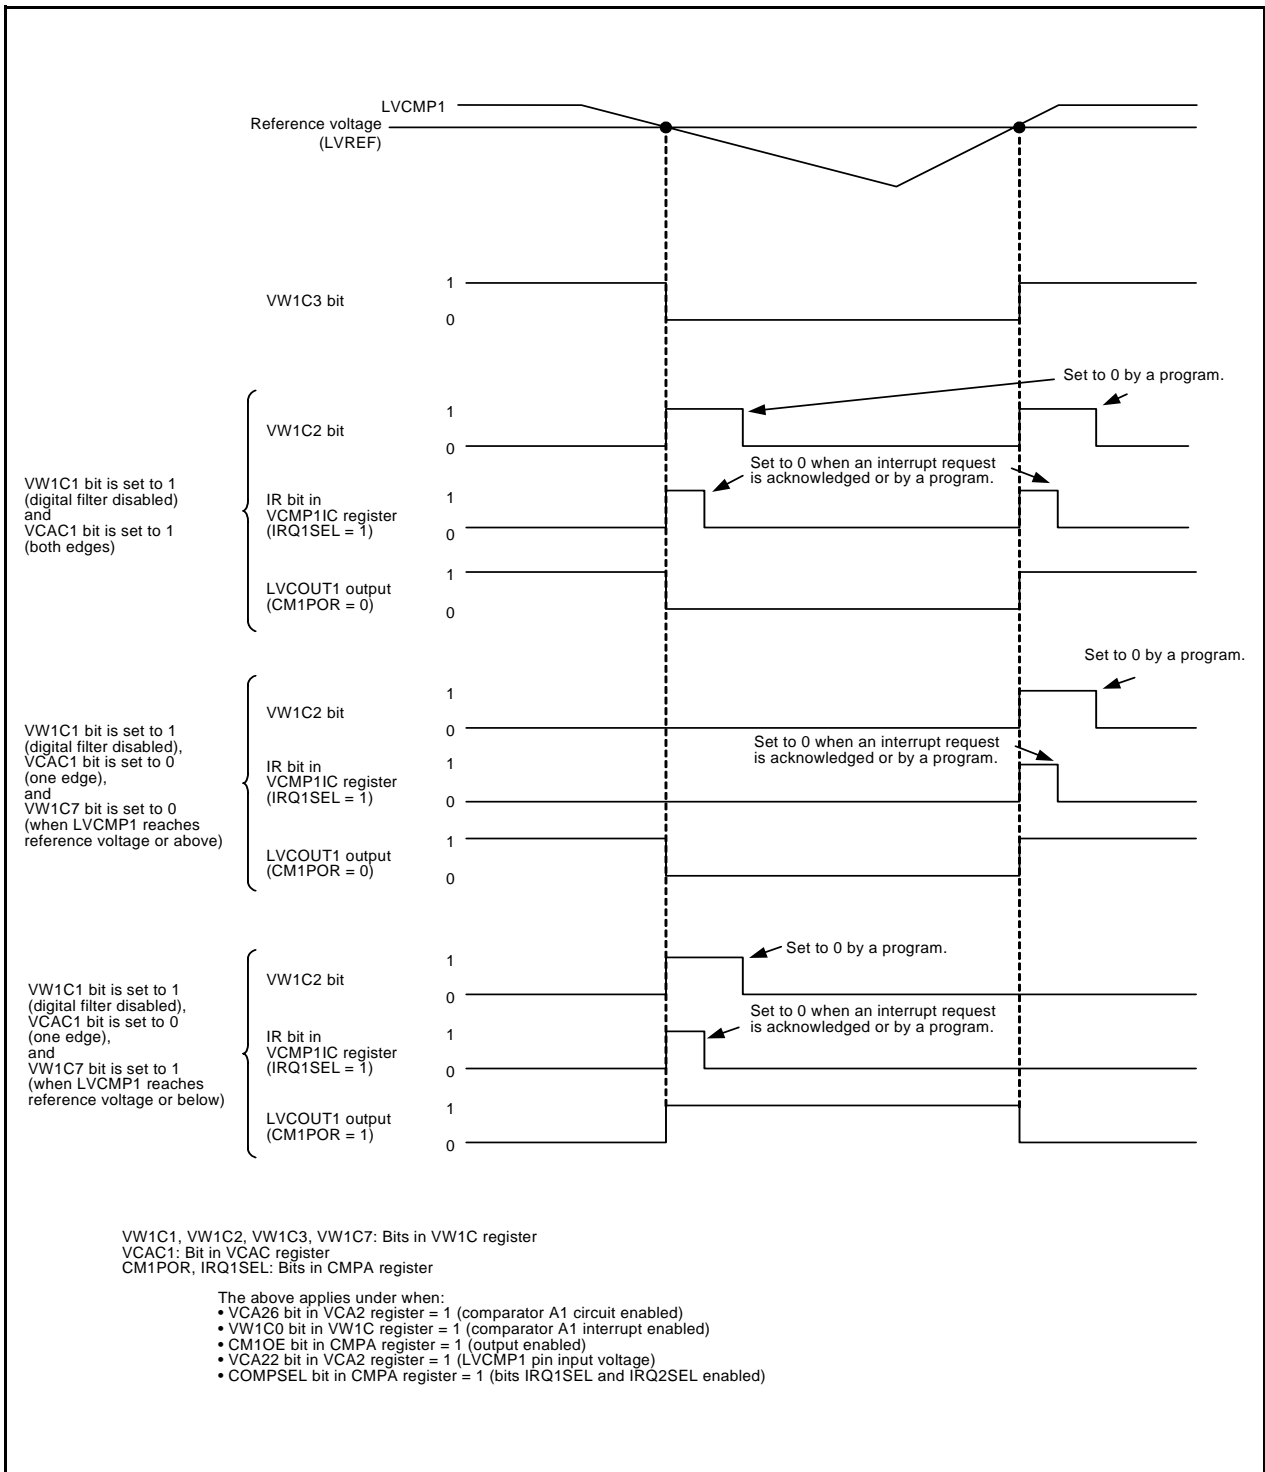 LVCMP1
Reference voltage
(LVREF)
VW1C3 bit
1
0
Set to 0 by a program.
VW1C1 bit is set to 1
(digital filter disabled)
and
VCAC1 bit is set to 1
(both edges)
VW1C2 bit
1
0
Set to 0 when an interrupt request
is acknowledged or by a program.
IR bit in
VCMP1IC register
(IRQ1SEL = 1)
1
0
LVCOUT1 output
(CM1POR = 0)
1
0
Set to 0 by a program.
VW1C1 bit is set to 1
(digital filter disabled),
VCAC1 bit is set to 0
(one edge),
and
VW1C7 bit is set to 0
(when LVCMP1 reaches
reference voltage or above)
VW1C2 bit
1
0
Set to 0 when an interrupt request
is acknowledged or by a program.
IR bit in
VCMP1IC register
(IRQ1SEL = 1)
1
0
LVCOUT1 output
(CM1POR = 0)
1
0
VW1C1 bit is set to 1
(digital filter disabled),
VCAC1 bit is set to 0
(one edge),
and
VW1C7 bit is set to 1
(when LVCMP1 reaches
reference voltage or below)
VW1C2 bit
1
0
Set to 0 by a program.
IR bit in
VCMP1IC register
(IRQ1SEL = 1)
1
0
Set to 0 when an interrupt request
is acknowledged or by a program.
LVCOUT1 output
(CM1POR = 1)
1
0
VW1C1, VW1C2, VW1C3, VW1C7: Bits in VW1C register
VCAC1: Bit in VCAC register
CM1POR, IRQ1SEL: Bits in CMPA register
The above applies under when:
• VCA26 bit in VCA2 register = 1 (comparator A1 circuit enabled)
• VW1C0 bit in VW1C register = 1 (comparator A1 interrupt enabled)
• CM1OE bit in CMPA register = 1 (output enabled)
• VCA22 bit in VCA2 register = 1 (LVCMP1 pin input voltage)
• COMPSEL bit in CMPA register = 1 (bits IRQ1SEL and IRQ2SEL enabled)